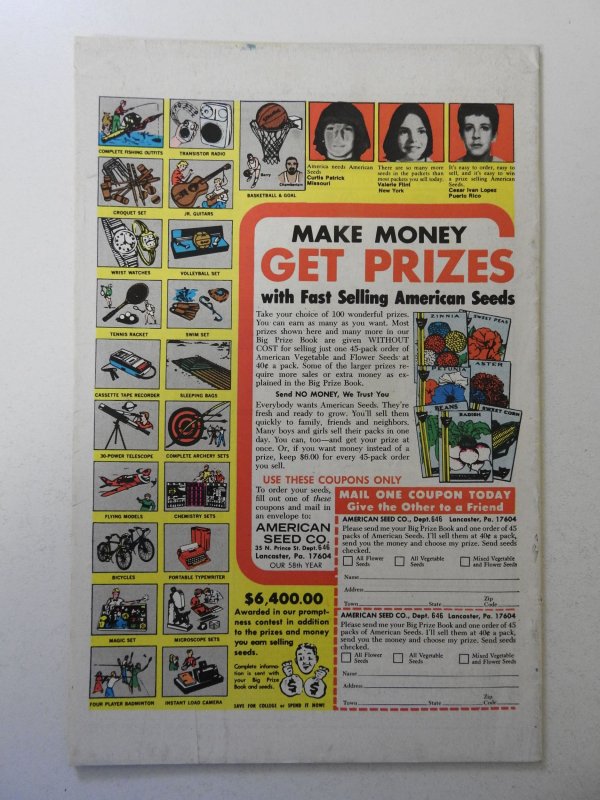 COMPLETE FISHING OUTFITS
TRANSISTOR RADIO
CROQUET SET
JR. GUITARS
WRIST WATCHES
VOLLEYBALL SET
TENNIS RACKET
SWIM SET
CASSETTE TAPE RECORDER
SLEEPING BAGS
30-POWER TELESCOPE
COMPLETE ARCHERY SETS
FLYING MODELS
CHEMISTRY SETS
BICYCLES
PORTABLE TYPEWRITER
MAGIC SET
MICROSCOPE SETS
FOUR PLAYER BADMINTON
INSTANT LOAD CAMERA
Barry
Chamberlain
BASKETBALL & GOAL
America needs American
Seeds
Curtis Patrick
Missouri
There are so many more
seeds in the packets than
most packets you sell today.
Valerie Flint
New York
It's easy to order, easy to
sell, and it's easy to win
a prize selling American
Seeds.
Cesar Ivan Lopez
Puerto Rico
MAKE MONEY
GET PRIZES
with Fast Selling American Seeds
Take your choice of 100 wonderful prizes.
You can earn as many as you want. Most
prizes shown here and many more in our
Big Prize Book are given WITHOUT
COST for selling just one 45-pack order of
American Vegetable and Flower Seeds at
40¢ a pack. Some of the larger prizes re-
quire more sales or extra money as ex-
plained in the Big Prize Book.
Send NO MONEY, We Trust You
Everybody wants American Seeds. They're
fresh and ready to grow. You'll sell them
quickly to family, friends and neighbors.
Many boys and girls sell their packs in one
day. You can, too—and get your prize at
once. Or, if you want money instead of a
prize, keep $6.00 for every 45-pack order
you sell.
ZINNIA
SWEET PEAS
PETUNIA
ASTER
BEANS
RADISH
SWEET CORN
USE THESE COUPONS ONLY
To order your seeds,
fill out one of these
coupons and mail in
an envelope to:
AMERICAN
SEED CO.
35 N. Prince St. Dept. 646
Lancaster, Pa. 17604
OUR 58th YEAR
$6,400.00
Awarded in our prompt-
ness contest in addition
to the prizes and money
you earn selling
seeds.
Complete informa-
tion is sent with
your Big Prize
Book and seeds.
$ $
SAVE FOR COLLEGE or SPEND IT NOW!
MAIL ONE COUPON TODAY
Give the Other to a Friend
AMERICAN SEED CO., Dept. 646 Lancaster, Pa. 17604
Please send me your Big Prize Book and one order of 45
packs of American Seeds. I'll sell them at 40¢ a pack,
send you the money and choose my prize. Send seeds
checked.
All Flower Seeds
All Vegetable Seeds
Mixed Vegetable and Flower Seeds
Name
Address
Town State Zip Code
AMERICAN SEED CO., Dept. 646 Lancaster, Pa. 17604
Please send me your Big Prize Book and one order of 45
packs of American Seeds. I'll sell them at 40¢ a pack,
send you the money and choose my prize. Send seeds
checked.
All Flower Seeds
All Vegetable Seeds
Mixed Vegetable and Flower Seeds
Name
Address
Town State Zip Code